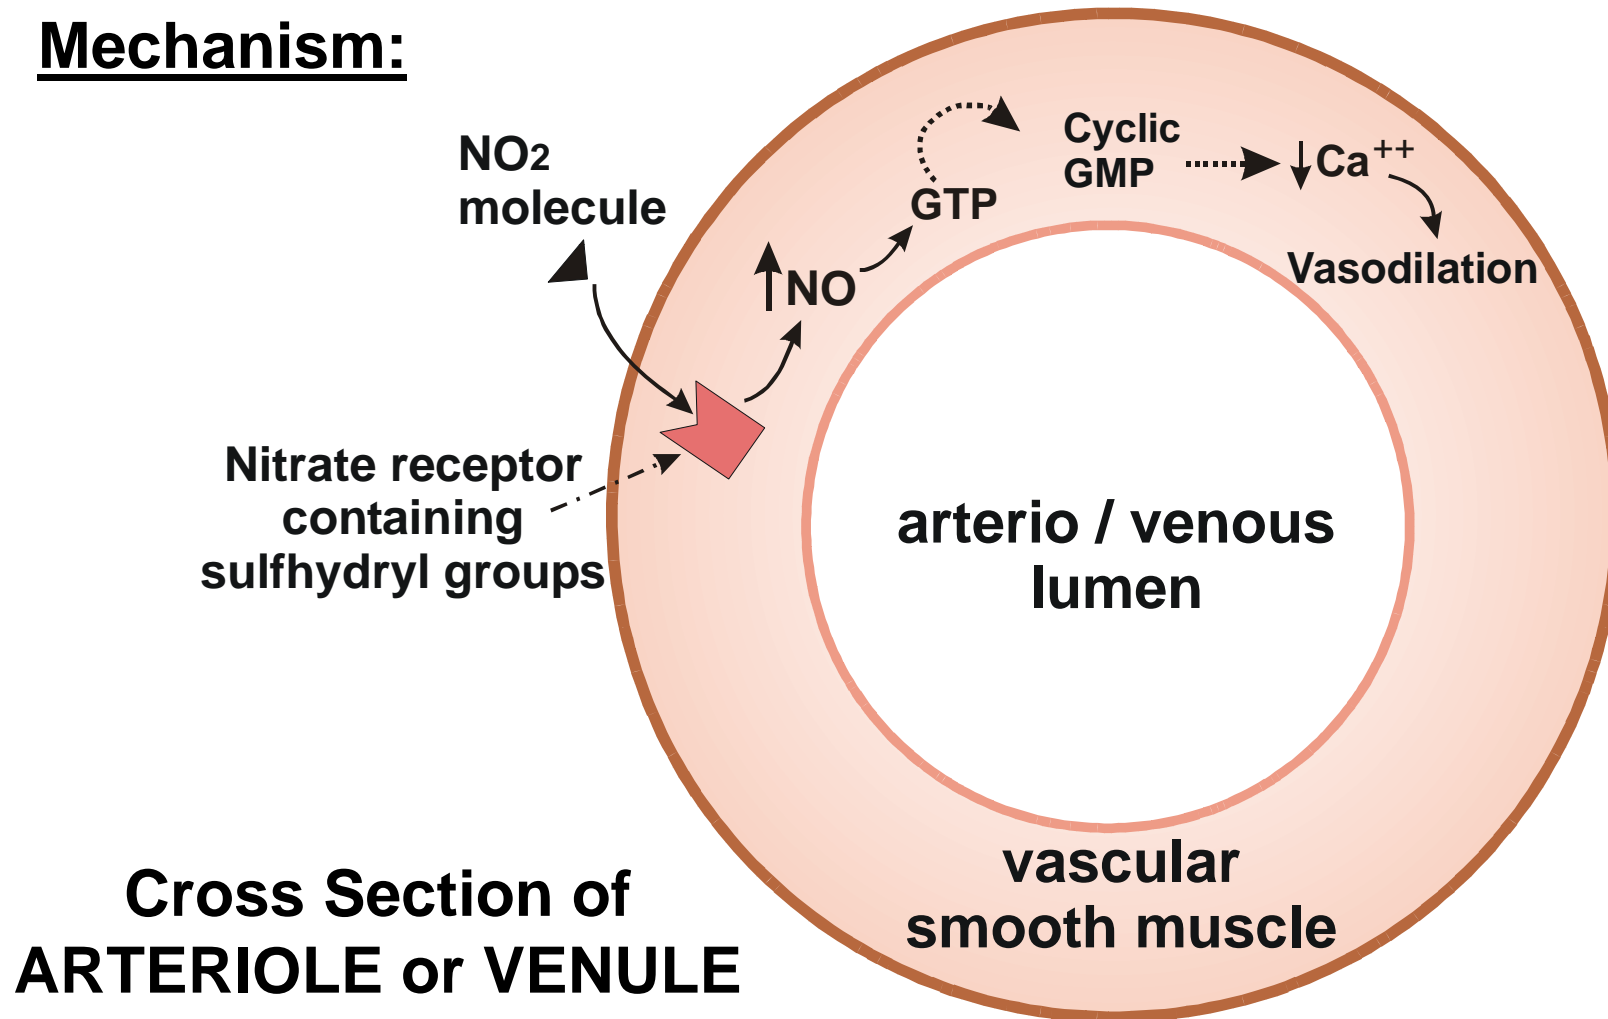 Mechanism:
NO2
molecule
Nitrate receptor
containing
sulfhydryl groups
↑NO
GTP
Cyclic
GMP
↓Ca++
Vasodilation
arterio / venous
lumen
vascular
smooth muscle
Cross Section of
ARTERIOLE or VENULE